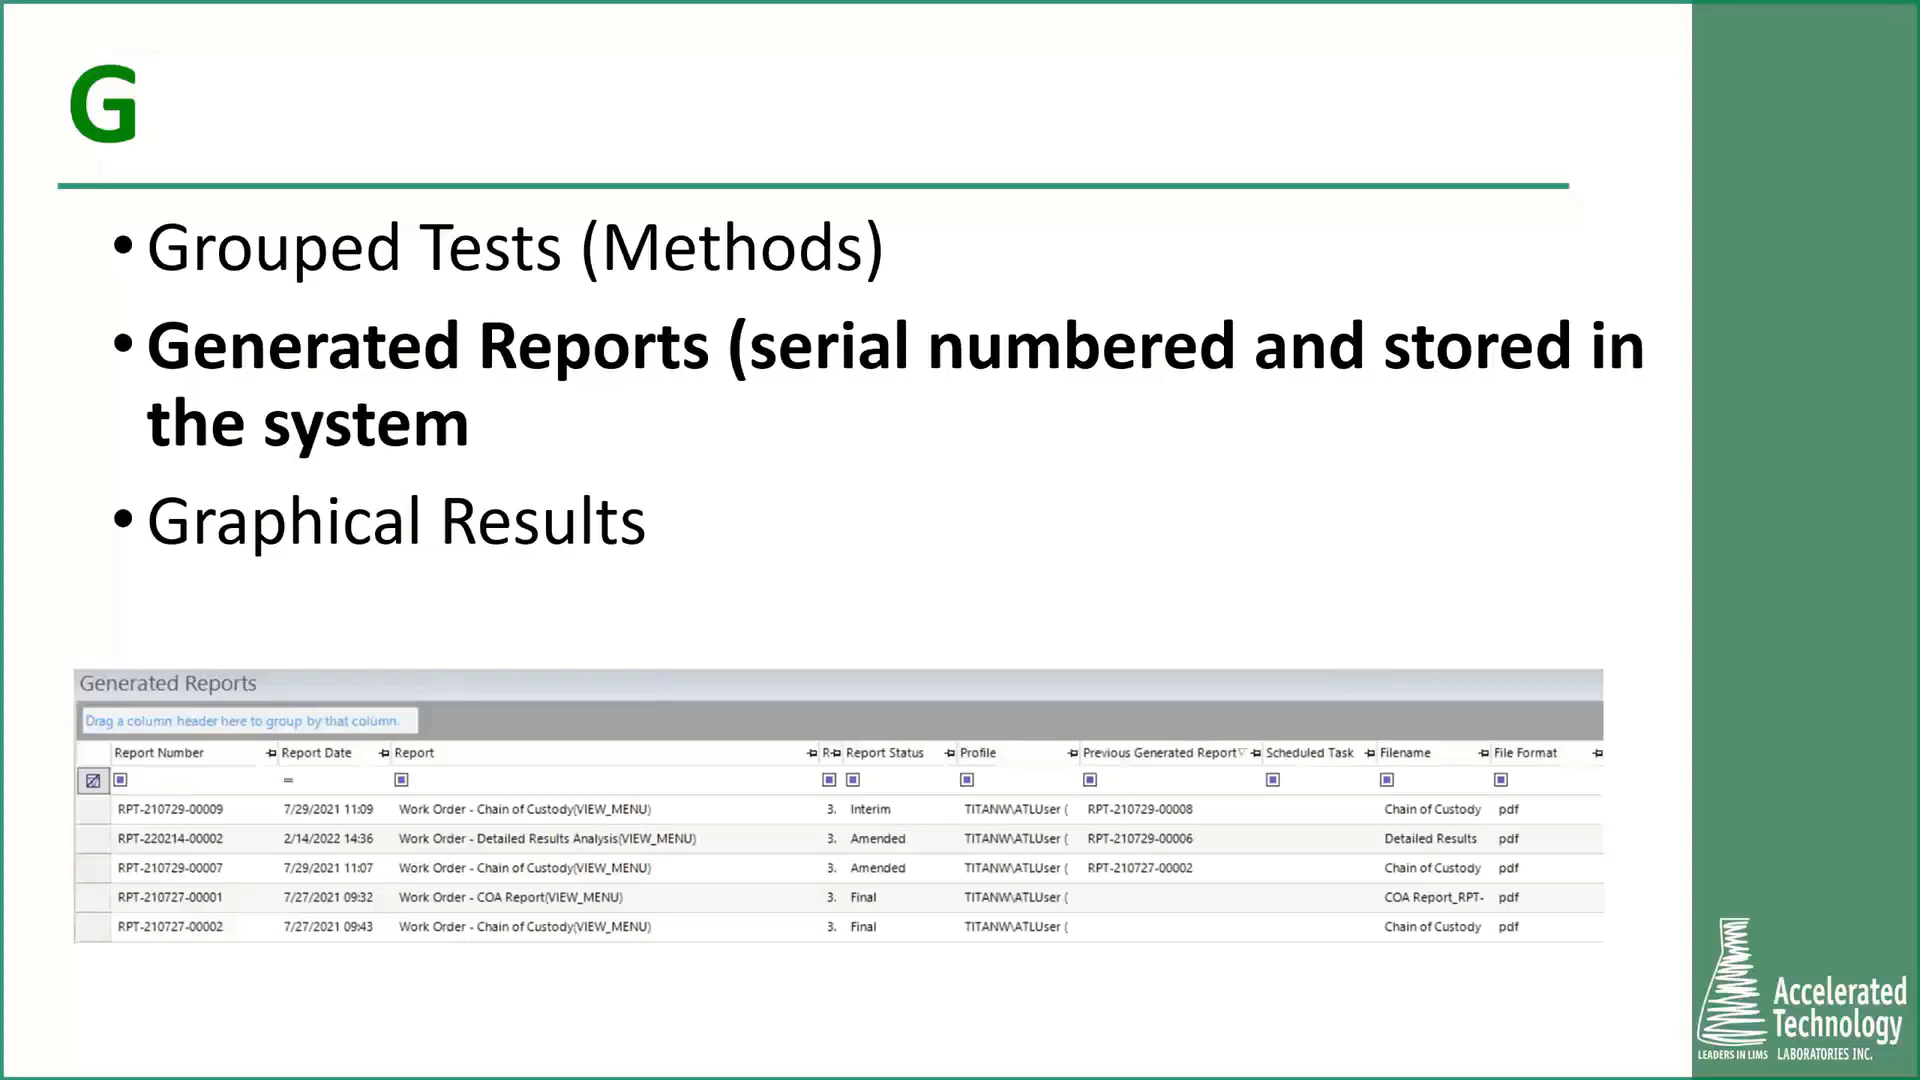 G
• Grouped Tests (Methods)
• Generated Reports (serial numbered and stored in
the system
• Graphical Results
Generated Reports
Drag a column header here to group by that column.
Report Number Report Date Report R Report Status Profile Previous Generated Report Scheduled Task Filename File Format
=
RPT-210729-00009 7/29/2021 11:09 Work Order - Chain of Custody(VIEW_MENU) 3. Interim TITANW\ATLUser ( RPT-210729-00008 Chain of Custody pdf
RPT-220214-00002 2/14/2022 14:36 Work Order - Detailed Results Analysis(VIEW_MENU) 3. Amended TITANW\ATLUser ( RPT-210729-00006 Detailed Results pdf
RPT-210729-00007 7/29/2021 11:07 Work Order - Chain of Custody(VIEW_MENU) 3. Amended TITANW\ATLUser ( RPT-210727-00002 Chain of Custody pdf
RPT-210727-00001 7/27/2021 09:32 Work Order - COA Report(VIEW_MENU) 3. Final TITANW\ATLUser ( COA Report_RPT- pdf
RPT-210727-00002 7/27/2021 09:43 Work Order - Chain of Custody(VIEW_MENU) 3. Final TITANW\ATLUser ( Chain of Custody pdf
Accelerated
Technology
LEADERS IN LIMS LABORATORIES INC.